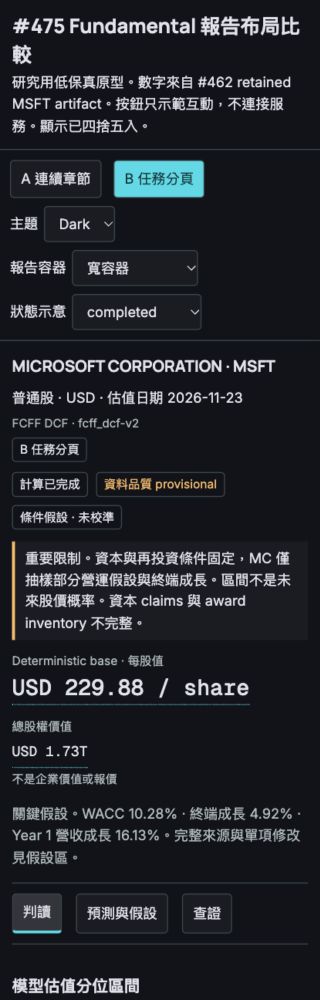 #475 Fundamental 報告布局比
較
研究用低保真原型。數字來自 #462 retained
MSFT artifact。按鈕只示範互動，不連接服
務。顯示已四捨五入。
A 連續章節
B 任務分頁
主題 Dark
報告容器 寬容器
狀態示意 completed
MICROSOFT CORPORATION · MSFT
普通股 · USD · 估值日期 2026-11-23
FCFF DCF · fcff_dcf-v2
B 任務分頁
計算已完成 資料品質 provisional
條件假設 · 未校準
重要限制。資本與再投資條件固定，MC 僅
抽樣部分營運假設與終端成長。區間不是未
來股價概率。資本 claims 與 award
inventory 不完整。
Deterministic base · 每股值
USD 229.88 / share
總股權價值
USD 1.73T
不是企業價值或報價
關鍵假設。WACC 10.28% · 終端成長 4.92% ·
Year 1 營收成長 16.13%。完整來源與單項修改
見假設區。
判讀 預測與假設 查證
模型估值分位區間